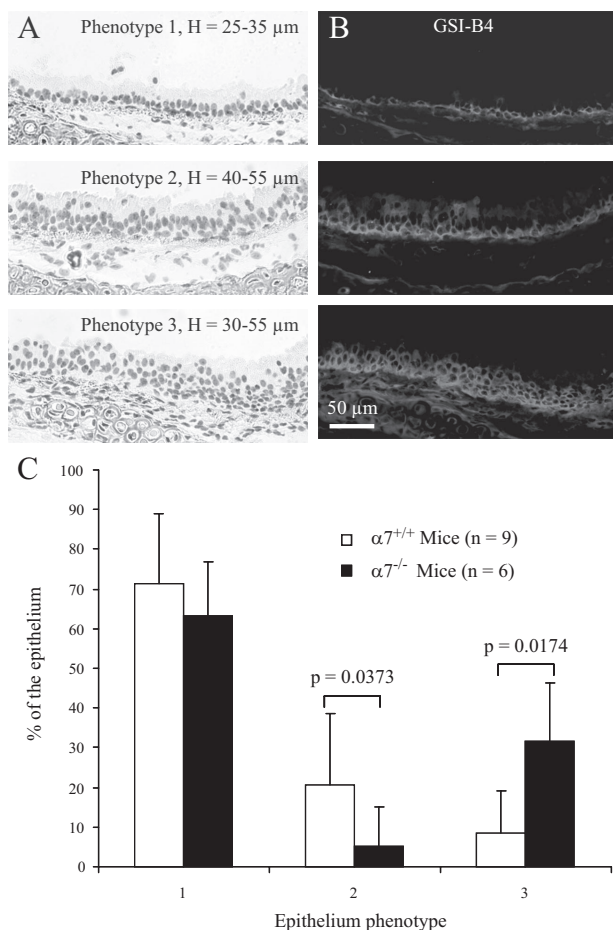 A
Phenotype 1, H = 25-35 µm
B
GSI-B4
Phenotype 2, H = 40-55 µm
Phenotype 3, H = 30-55 µm
50 µm
C
100
90
80
70
60
50
40
30
20
10
0
% of the epithelium
α7+/+ Mice (n = 9)
α7-/- Mice (n = 6)
p = 0.0373
p = 0.0174
1
2
3
Epithelium phenotype